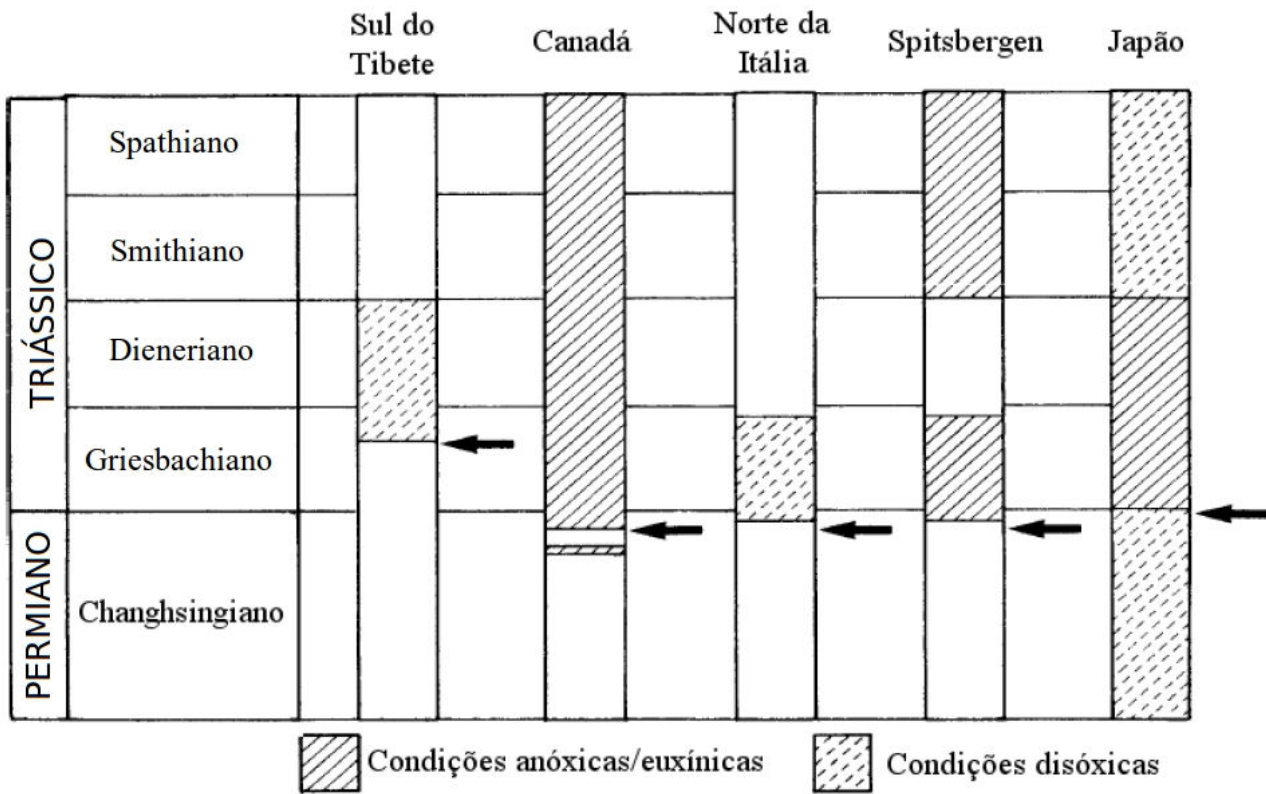 Sul do
Tibete
Canadá
Norte da
Itália
Spitsbergen
Japão
TRIÁSSICO
Spathiano
Smithiano
Dieneriano
Griesbachiano
PERMIANO
Changhsingiano
Condições anóxicas/euxínicas
Condições disóxicas